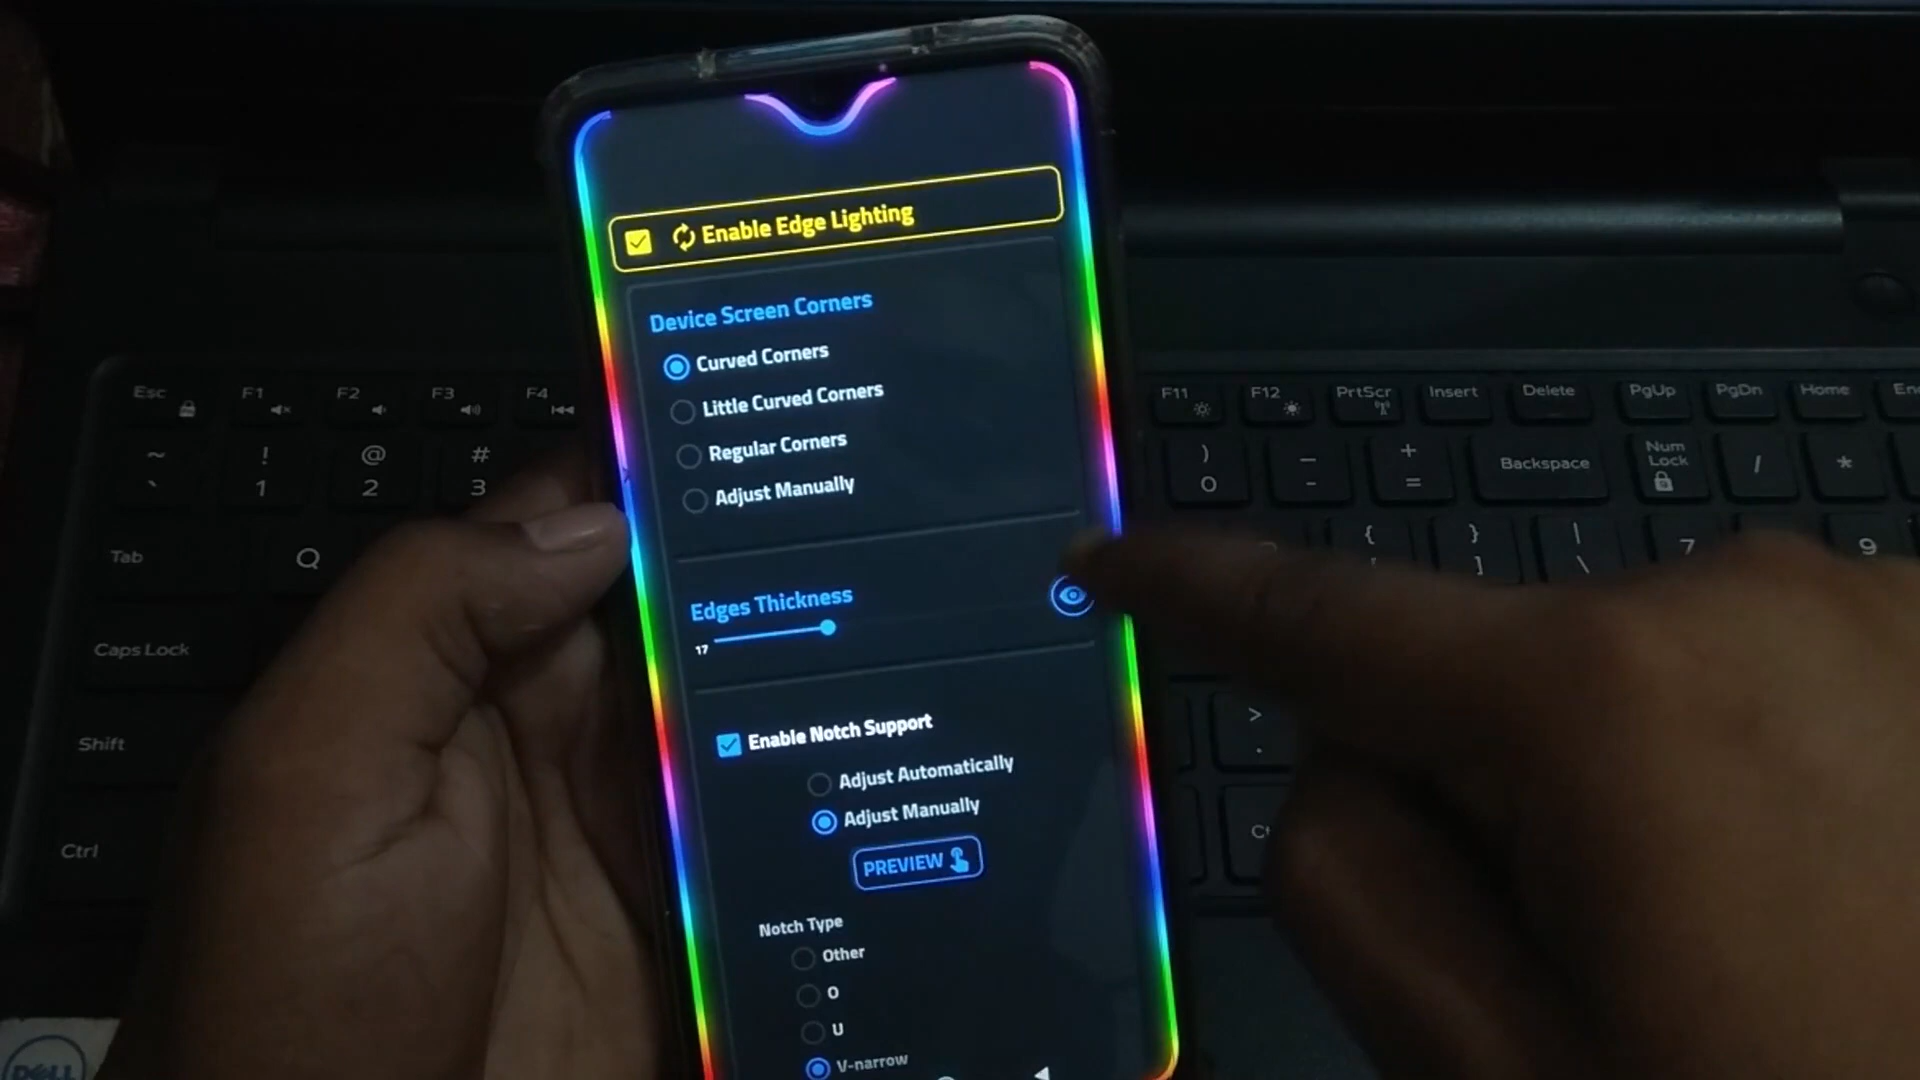 Enable Edge Lighting
Device Screen Corners
Curved Corners
Little Curved Corners
Regular Corners
Adjust Manually
Edges Thickness
17
Enable Notch Support
Adjust Automatically
Adjust Manually
PREVIEW
Notch Type
Other
O
U
V-narrow
Esc F1 F2 F3 F4
F11 F12 PrtScr Insert Delete PgUp PgDn Home
~ ! @ #
` 1 2 3
) _ + Backspace Num Lock / *
0 - =
Tab Q
{ } | 7 9
] \
Caps Lock
Shift
> .
Ctrl
DELL